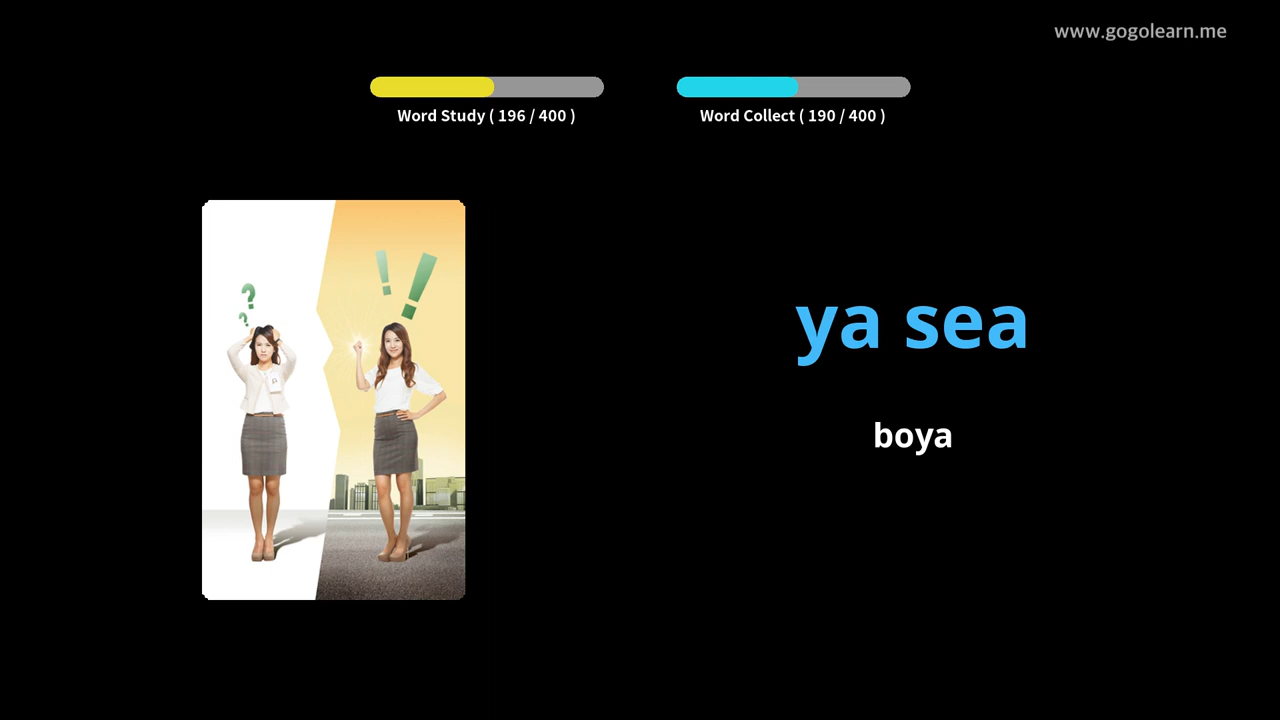 www.gogolearn.me
Word Study ( 196 / 400 )
Word Collect ( 190 / 400 )
? ! !
?
ya sea
boya